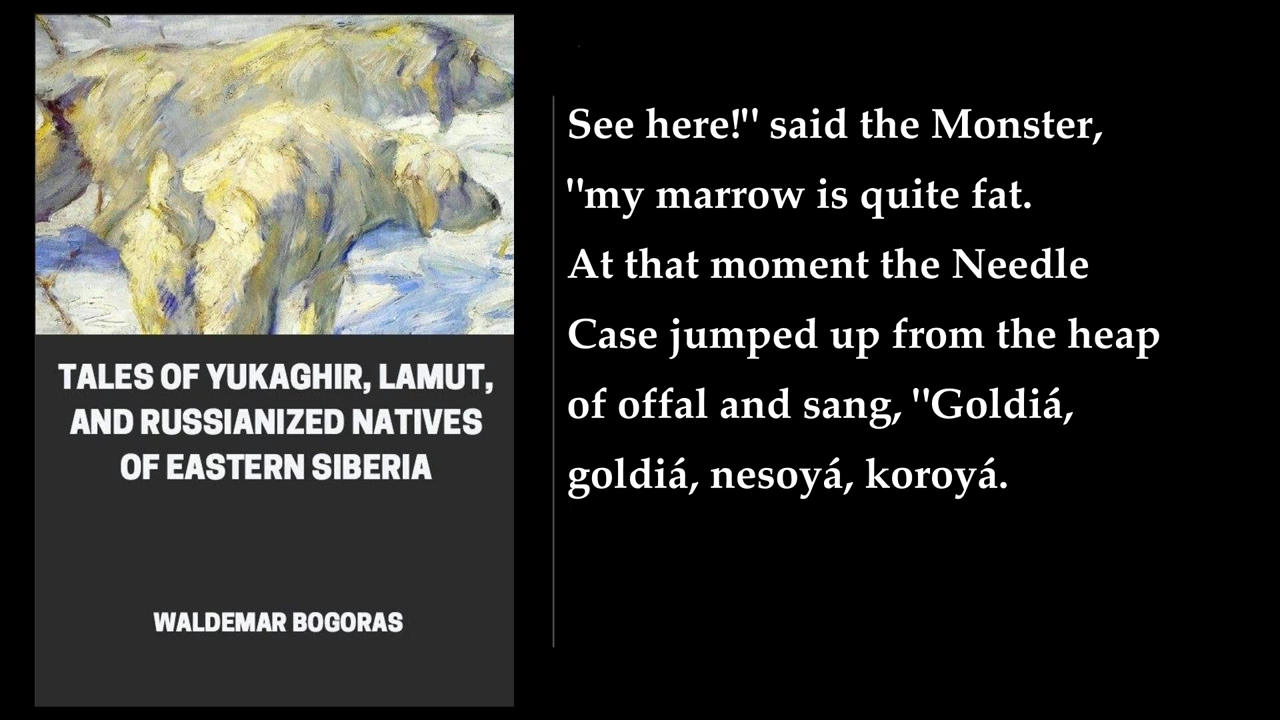 TALES OF YUKAGHIR, LAMUT,
AND RUSSIANIZED NATIVES
OF EASTERN SIBERIA
WALDEMAR BOGORAS
See here!" said the Monster,
"my marrow is quite fat.
At that moment the Needle
Case jumped up from the heap
of offal and sang, "Goldiá,
goldiá, nesoyá, koroyá.